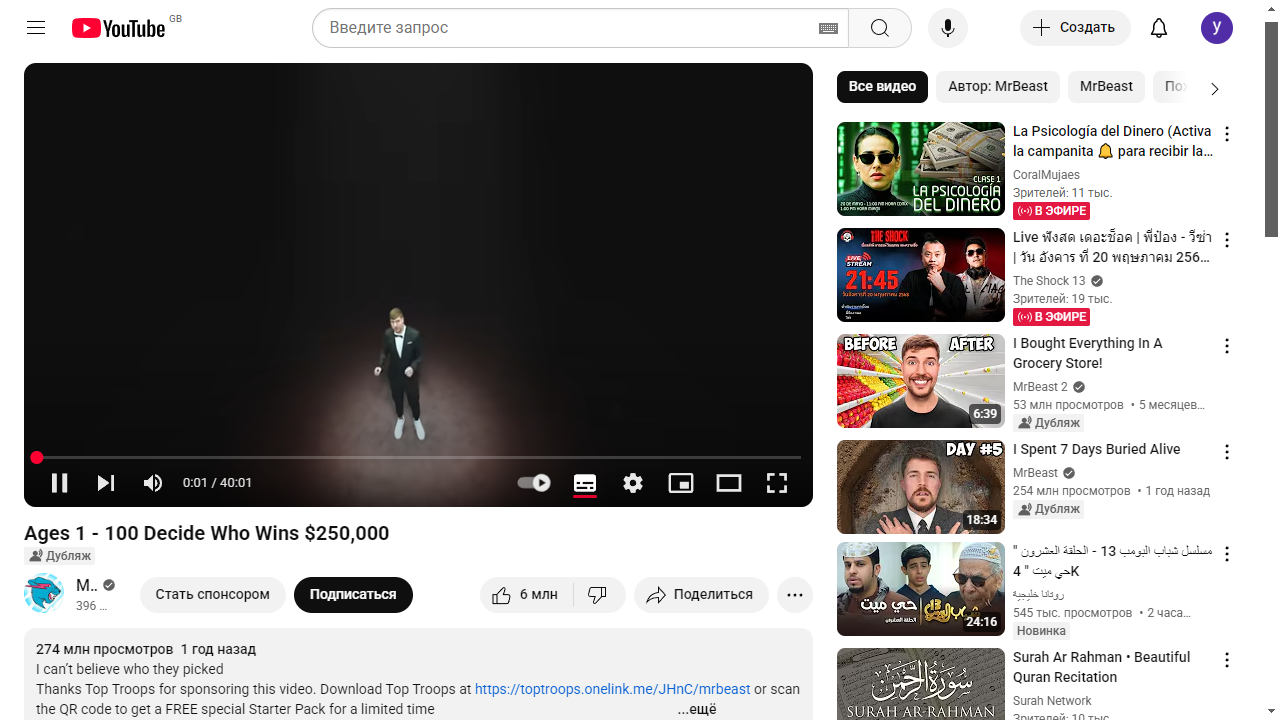 YouTube GB
Введите запрос
Создать
y
0:01 / 40:01
Ages 1 - 100 Decide Who Wins $250,000
Дубляж
M..
396 ...
Стать спонсором
Подписаться
6 млн
Поделиться
274 млн просмотров 1 год назад
I can’t believe who they picked
Thanks Top Troops for sponsoring this video. Download Top Troops at https://toptroops.onelink.me/JHnC/mrbeast or scan
the QR code to get a FREE special Starter Pack for a limited time
...ещё
Все видео
Автор: MrBeast
MrBeast
CLASE 1
LA PSICOLOGÍA
DEL DINERO
La Psicología del Dinero (Activa
la campanita 🔔 para recibir la...
CoralMujaes
Зрителей: 11 тыс.
В ЭФИРЕ
THE SHOCK
LIVE
STREAM
21:45
Live ฟังสด เดอะช็อค | พี่ป๋อง - วีซ่า
| วัน อังคาร ที่ 20 พฤษภาคม 256...
The Shock 13
Зрителей: 19 тыс.
В ЭФИРЕ
BEFORE AFTER
6:39
I Bought Everything In A
Grocery Store!
MrBeast 2
53 млн просмотров • 5 месяцев...
Дубляж
DAY #5
18:34
I Spent 7 Days Buried Alive
MrBeast
254 млн просмотров • 1 год назад
Дубляж
حي ميت
24:16
مسلسل شباب البومب 13 - الحلقة العشرون "
حي ميت " 4K
روتانا خليجية
545 тыс. просмотров • 2 часа...
Новинка
سورة الرحمن
SURAH AR-RAHMAN
Surah Ar Rahman • Beautiful
Quran Recitation
Surah Network
Зрителей: 10 тыс.